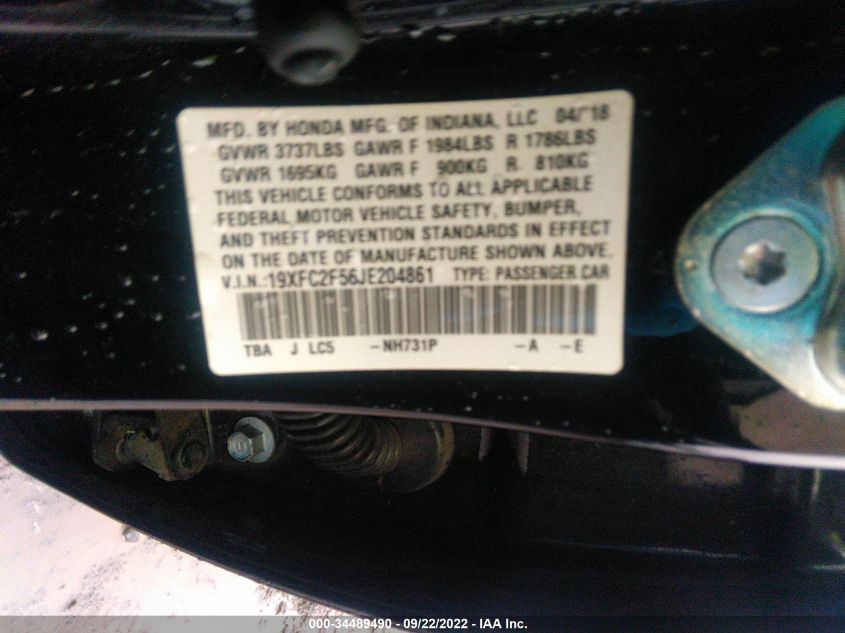 MFD. BY HONDA MFG. OF INDIANA, LLC 04/18
GVWR 3737LBS GAWR F 1984LBS R 1786LBS
GVWR 1695KG GAWR F 900KG R. 810KG
THIS VEHICLE CONFORMS TO ALL APPLICABLE
FEDERAL MOTOR VEHICLE SAFETY, BUMPER,
AND THEFT PREVENTION STANDARDS IN EFFECT
ON THE DATE OF MANUFACTURE SHOWN ABOVE.
V.I.N.:19XFC2F56JE204861 TYPE: PASSENGER CAR
TBA J LC5 -NH731P -A -E
000-34489490 - 09/22/2022 - IAA Inc.